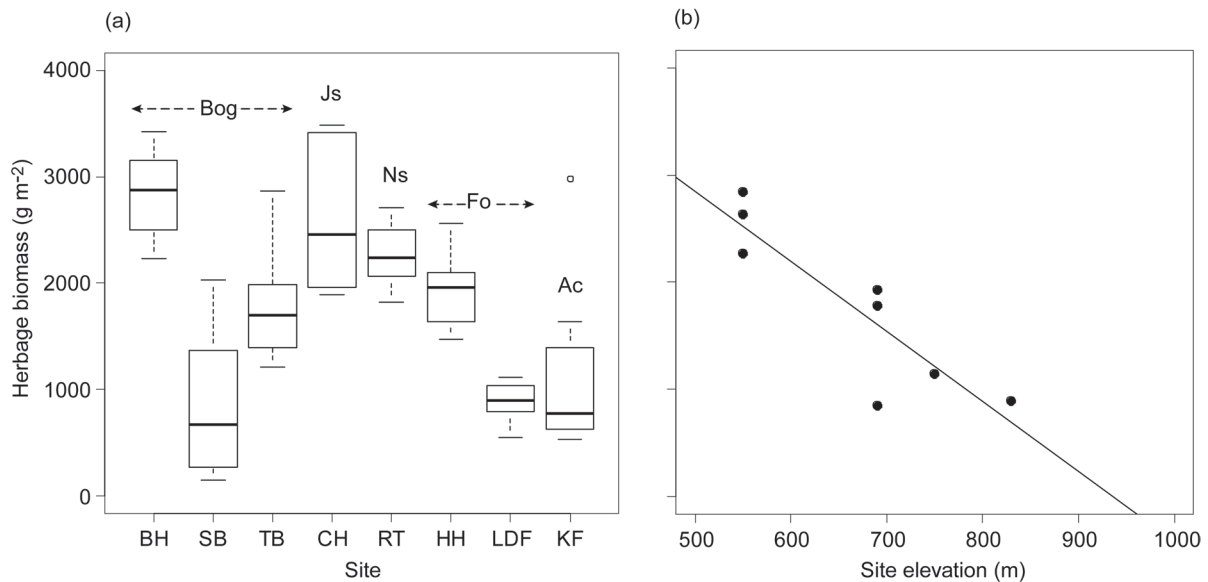 (a)
Herbage biomass (g m-2)
4000
3000
2000
1000
0
Bog
Js
Ns
Fo
Ac
BH SB TB CH RT HH LDF KF
Site
(b)
500 600 700 800 900 1000
Site elevation (m)